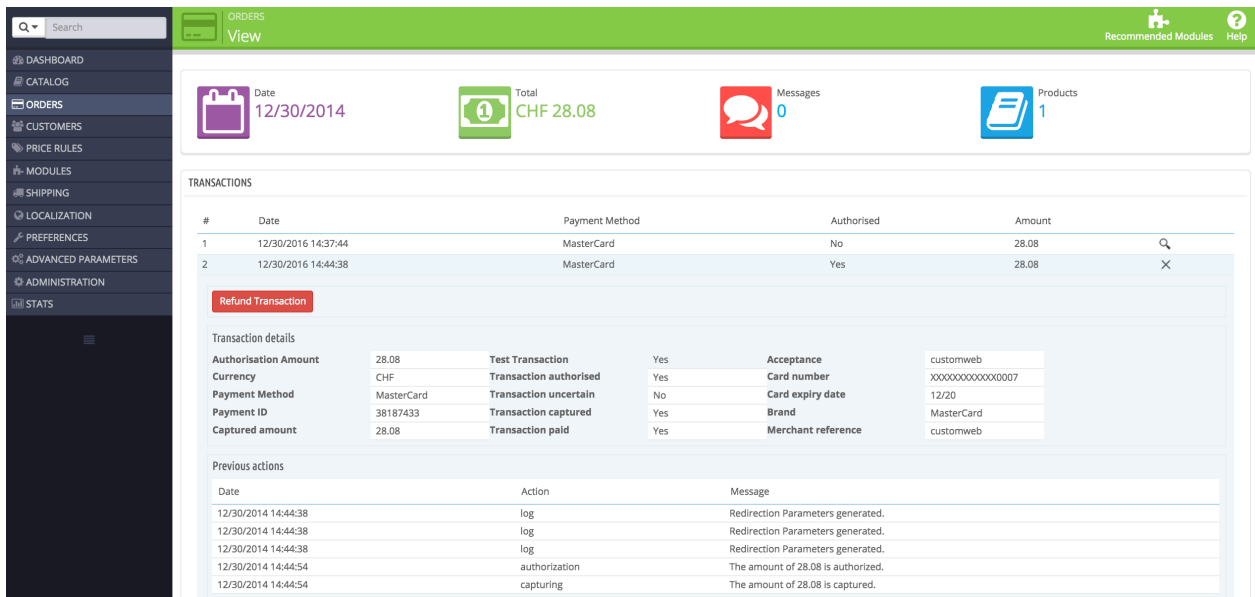 Search
ORDERS
View
Recommended Modules Help
DASHBOARD
CATALOG
ORDERS
CUSTOMERS
PRICE RULES
MODULES
SHIPPING
LOCALIZATION
PREFERENCES
ADVANCED PARAMETERS
ADMINISTRATION
STATS
Date
12/30/2014
Total
CHF 28.08
Messages
0
Products
1
TRANSACTIONS
# Date Payment Method Authorised Amount
1 12/30/2016 14:37:44 MasterCard No 28.08
2 12/30/2016 14:44:38 MasterCard Yes 28.08
Refund Transaction
Transaction details
Authorisation Amount 28.08 Test Transaction Yes Acceptance customweb
Currency CHF Transaction authorised Yes Card number XXXXXXXXXXXX0007
Payment Method MasterCard Transaction uncertain No Card expiry date 12/20
Payment ID 38187433 Transaction captured Yes Brand MasterCard
Captured amount 28.08 Transaction paid Yes Merchant reference customweb
Previous actions
Date Action Message
12/30/2014 14:44:38 log Redirection Parameters generated.
12/30/2014 14:44:38 log Redirection Parameters generated.
12/30/2014 14:44:38 log Redirection Parameters generated.
12/30/2014 14:44:54 authorization The amount of 28.08 is authorized.
12/30/2014 14:44:54 capturing The amount of 28.08 is captured.